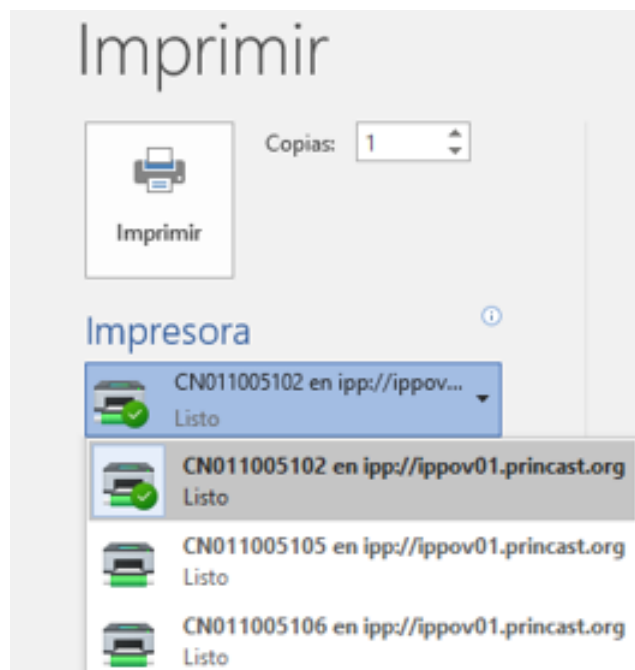 Imprimir
Copias: 1
Imprimir
Impresora
CN011005102 en ipp://ippov...
Listo
CN011005102 en ipp://ippov01.princast.org
Listo
CN011005105 en ipp://ippov01.princast.org
Listo
CN011005106 en ipp://ippov01.princast.org
Listo